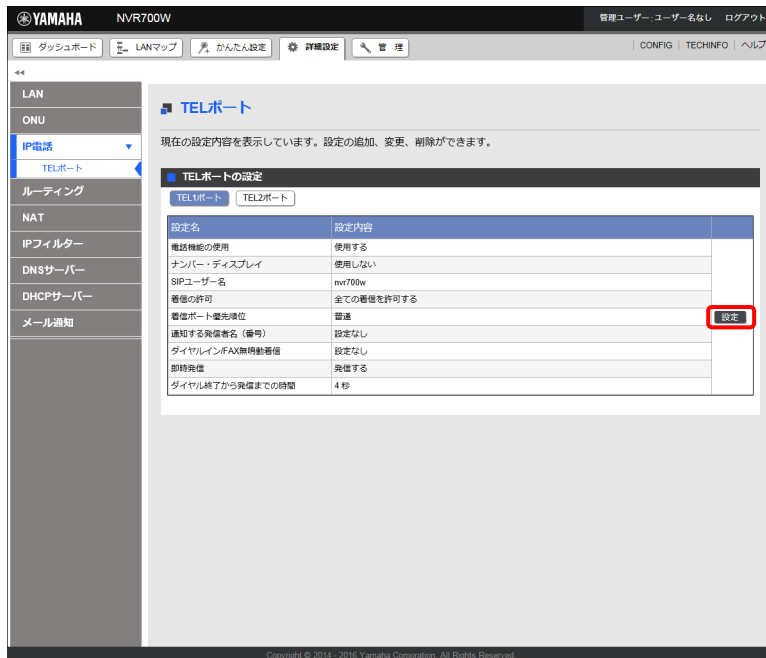 YAMAHA NVR700W 管理ユーザー:ユーザー名なし ログアウト
ダッシュボード LANマップ かんたん設定 詳細設定 管 理 CONFIG | TECHINFO | ヘルプ
LAN
ONU
IP電話
TELポート
ルーティング
NAT
IPフィルター
DNSサーバー
DHCPサーバー
メール通知
TELポート
現在の設定内容を表示しています。設定の追加、変更、削除ができます。
TELポートの設定
TEL1ポート TEL2ポート
設定名 設定内容
電話機能の使用 使用する
ナンバー・ディスプレイ 使用しない
SIPユーザー名 nvr700w
着信の許可 全ての着信を許可する
着信ポート優先順位 普通 設定
通知する発信者名（番号） 設定なし
ダイヤルイン/FAX無鳴動着信 設定なし
即時発信 発信する
ダイヤル終了から発信までの時間 4 秒
Copyright © 2014 - 2016 Yamaha Corporation. All Rights Reserved.